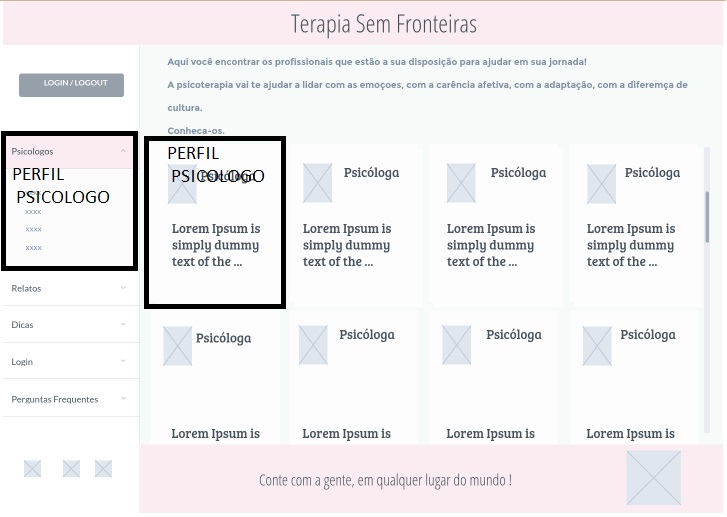 Terapia Sem Fronteiras
LOGIN / LOGOUT
Aqui você encontrar os profissionais que estão a sua disposição para ajudar em sua jornada!
A psicoterapia vai te ajudar a lidar com as emoçoes, com a carência afetiva, com a adaptação, com a diferemça de
cultura.
Conheca-os.
Psicologos
PERFIL
PSICOLOGO
xxxx
xxxx
xxxx
Relatos
Dicas
Login
Perguntas Frequentes
PERFIL
PSICOLOGO
Lorem Ipsum is
simply dummy
text of the ...
Psicóloga
Lorem Ipsum is
simply dummy
text of the ...
Psicóloga
Lorem Ipsum is
simply dummy
text of the ...
Psicóloga
Lorem Ipsum is
simply dummy
text of the ...
Psicóloga
Lorem Ipsum is
Psicóloga
Lorem Ipsum is
Psicóloga
Lorem Ipsum is
Psicóloga
Lorem Ipsum is
Conte com a gente, em qualquer lugar do mundo !